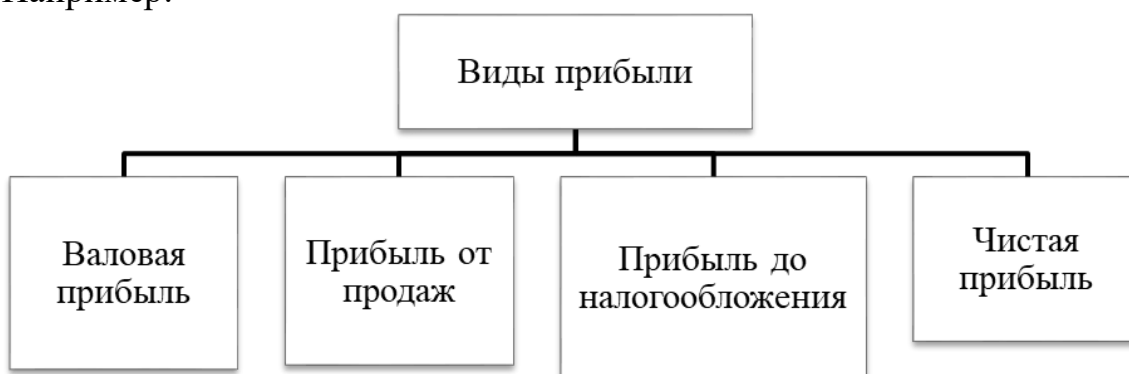 Например:
Виды прибыли
Валовая
прибыль
Прибыль от
продаж
Прибыль до
налогообложения
Чистая
прибыль